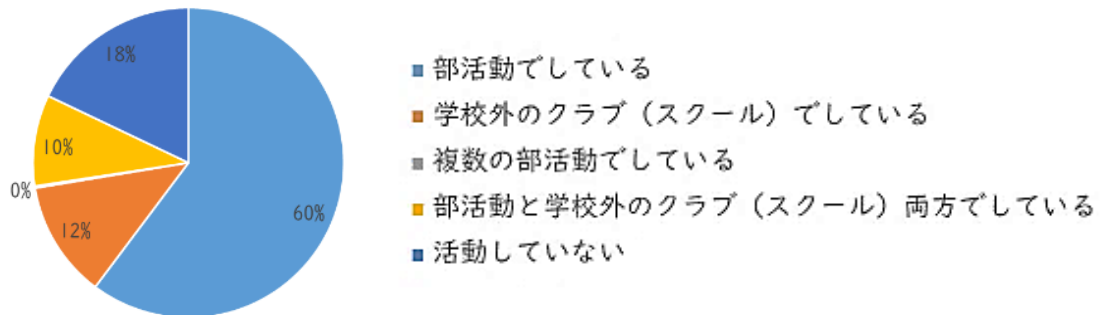 18%
10%
0%
12%
60%
部活動でしている
学校外のクラブ（スクール）でしている
複数の部活動でしている
部活動と学校外のクラブ（スクール）両方でしている
活動していない